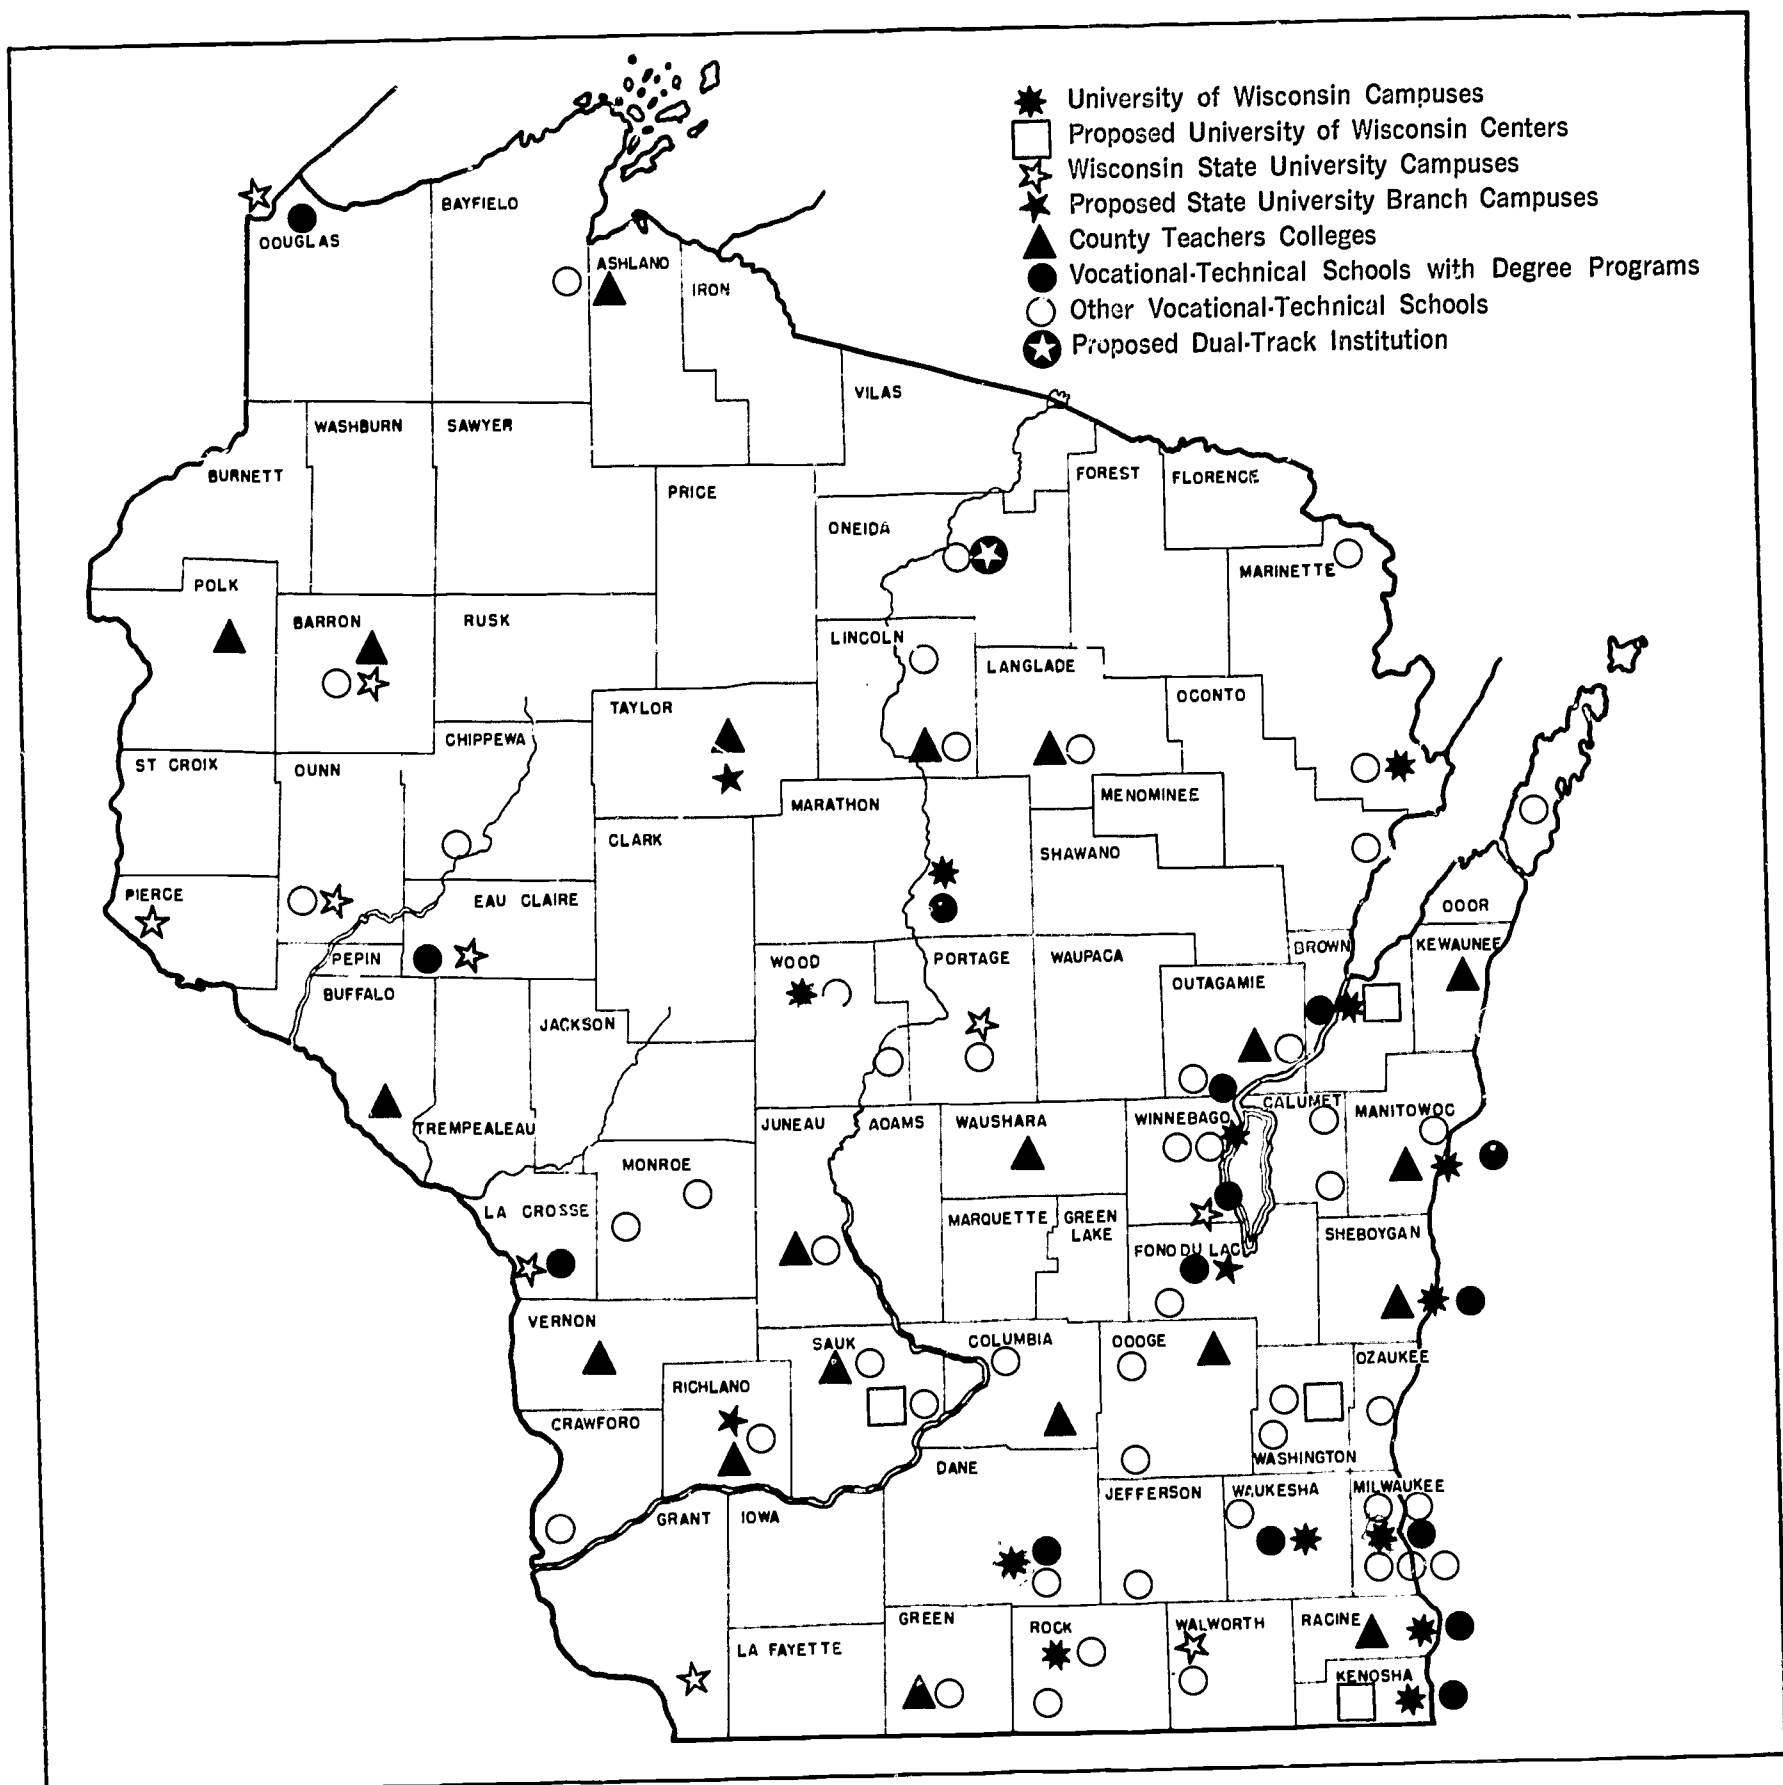 University of Wisconsin Campuses
Proposed University of Wisconsin Centers
Wisconsin State University Campuses
Proposed State University Branch Campuses
County Teachers Colleges
Vocational-Technical Schools with Degree Programs
Other Vocational-Technical Schools
Proposed Dual-Track Institution
BAYFIELD
DOUGLAS
ASHLAND
IRON
VILAS
WASHBURN
SAWYER
BURNETT
PRICE
FOREST
FLORENCE
ONEIDA
MARINETTE
POLK
BARRON
RUSK
LINCOLN
LANGLADE
OCONTO
TAYLOR
CHIPPEWA
ST CROIX
DUNN
MARATHON
MENOMINEE
CLARK
SHAWANO
PIERCE
EAU CLAIRE
DOOR
BROWN
KEWAUNEE
PEPIN
WOOD
PORTAGE
WAUPACA
OUTAGAMIE
BUFFALO
JACKSON
TREMPEALEAU
JUNEAU
ADAMS
WAUSHARA
WINNEBAGO
CALUMET
MANITOWOC
MONROE
LA CROSSE
MARQUETTE
GREEN
LAKE
FOND DU LAC
SHEBOYGAN
VERNON
SAUK
COLUMBIA
DODGE
OZAUKEE
RICHLAND
CRAWFORD
WASHINGTON
DANE
JEFFERSON
WAUKESHA
MILWAUKEE
GRANT
IOWA
GREEN
ROCK
WALWORTH
RACINE
LA FAYETTE
KENOSHA